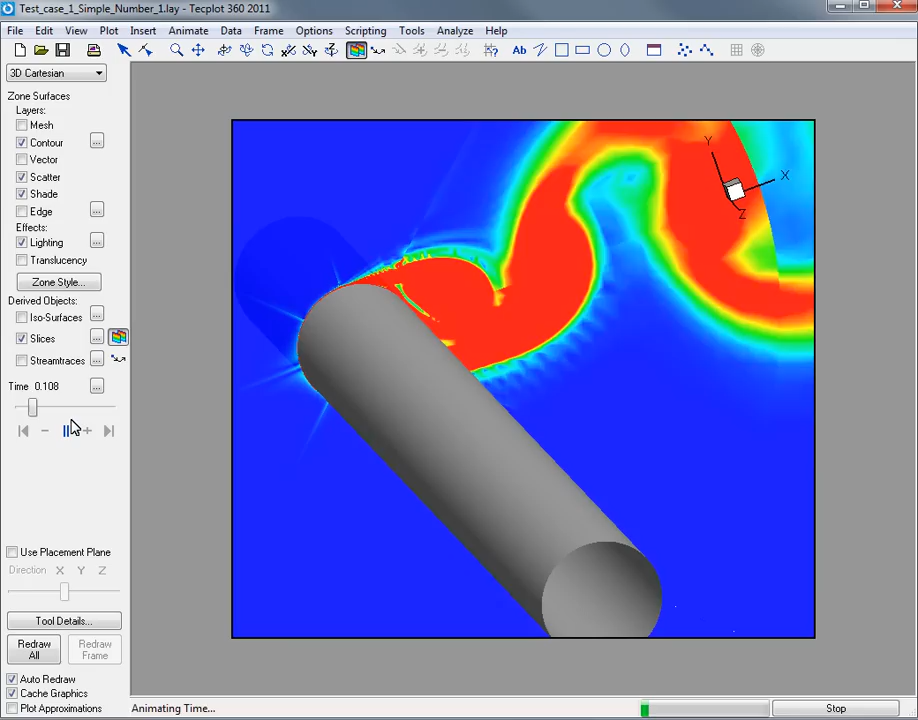 Test_case_1_Simple_Number_1.lay - Tecplot 360 2011
File Edit View Plot Insert Animate Data Frame Options Scripting Tools Analyze Help
Ab
3D Cartesian
Zone Surfaces
Layers:
Mesh
Contour ...
Vector
Scatter
Shade
Edge ...
Effects:
Lighting ...
Translucency
Zone Style...
Derived Objects:
Iso-Surfaces ...
Slices ...
Streamtraces ...
Time 0.108 ...
Use Placement Plane
Direction X Y Z
Tool Details...
Redraw All
Redraw Frame
Auto Redraw
Cache Graphics
Plot Approximations
Y
X
Z
Animating Time...
Stop